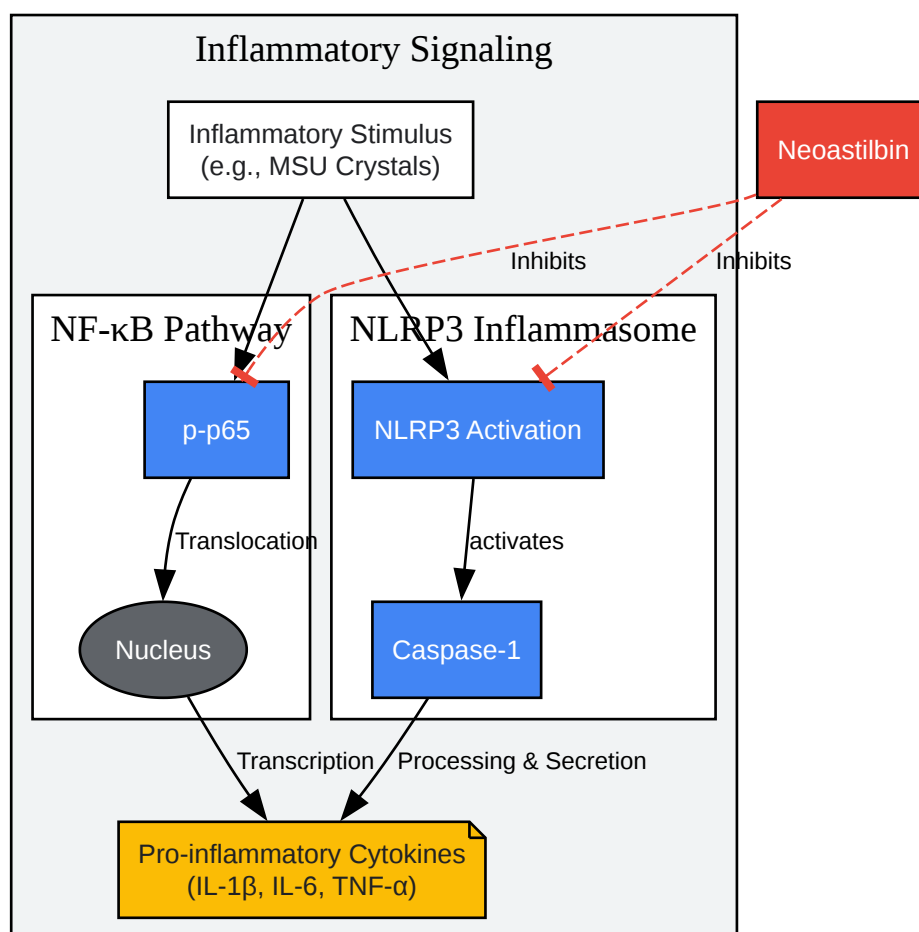 Inflammatory Signaling
Inflammatory Stimulus
(e.g., MSU Crystals)
Neoastilbin
Inhibits
Inhibits
NF-κB Pathway
NLRP3 Inflammasome
p-p65
NLRP3 Activation
Translocation
activates
Nucleus
Caspase-1
Transcription
Processing & Secretion
Pro-inflammatory Cytokines
(IL-1β, IL-6, TNF-α)